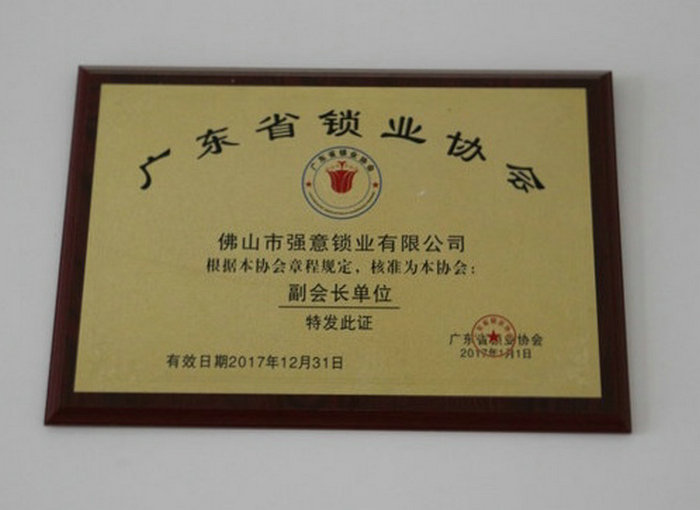 广东省锁业协会
广东省锁业协会
佛山市强意锁业有限公司
根据本协会章程规定，核准为本协会：
副会长单位
特发此证
广东省锁业协会
2017年1月1日
有效日期2017年12月31日